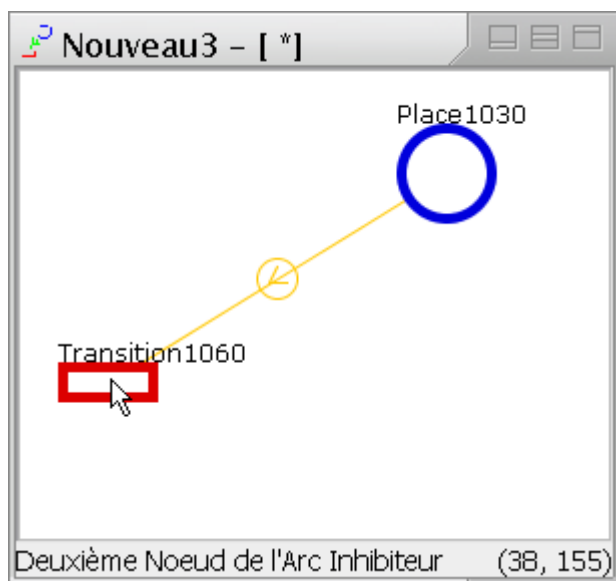 Nouveau3 – [ *]
Place1030
Transition1060
Deuxième Noeud de l'Arc Inhibiteur (38, 155)